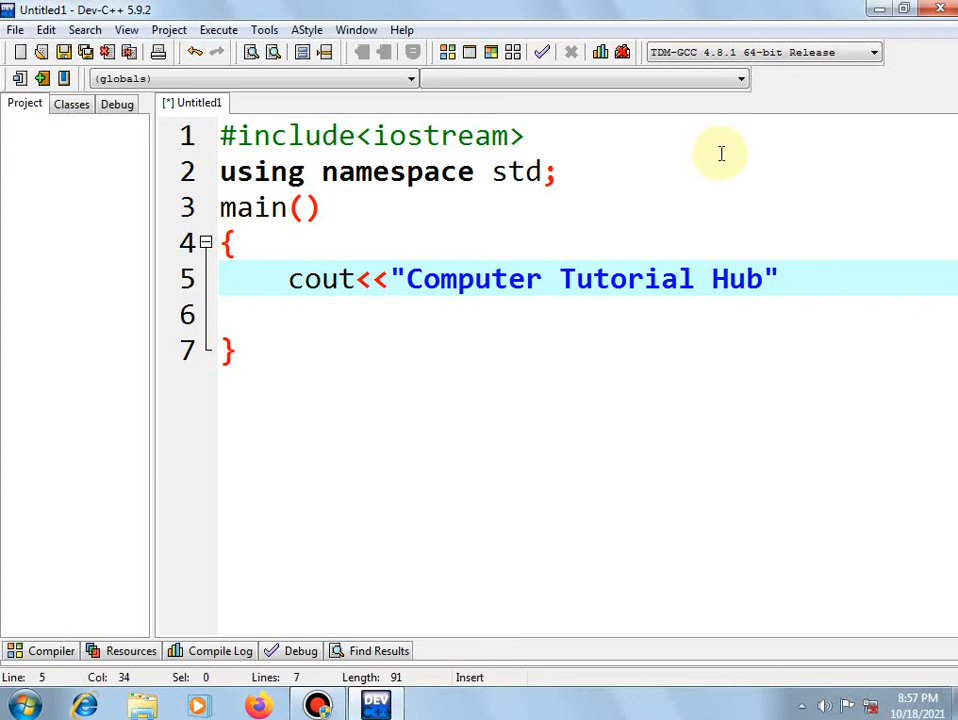 Untitled1 - Dev-C++ 5.9.2
File Edit Search View Project Execute Tools AStyle Window Help
TDM-GCC 4.8.1 64-bit Release
(globals)
Project Classes Debug [*] Untitled1
1 #include<iostream>
2 using namespace std;
3 main()
4 {
5 cout<<"Computer Tutorial Hub"
6
7 }
Compiler Resources Compile Log Debug Find Results
Line: 5 Col: 34 Sel: 0 Lines: 7 Length: 91 Insert
DEV
C++
8:57 PM
10/18/2021